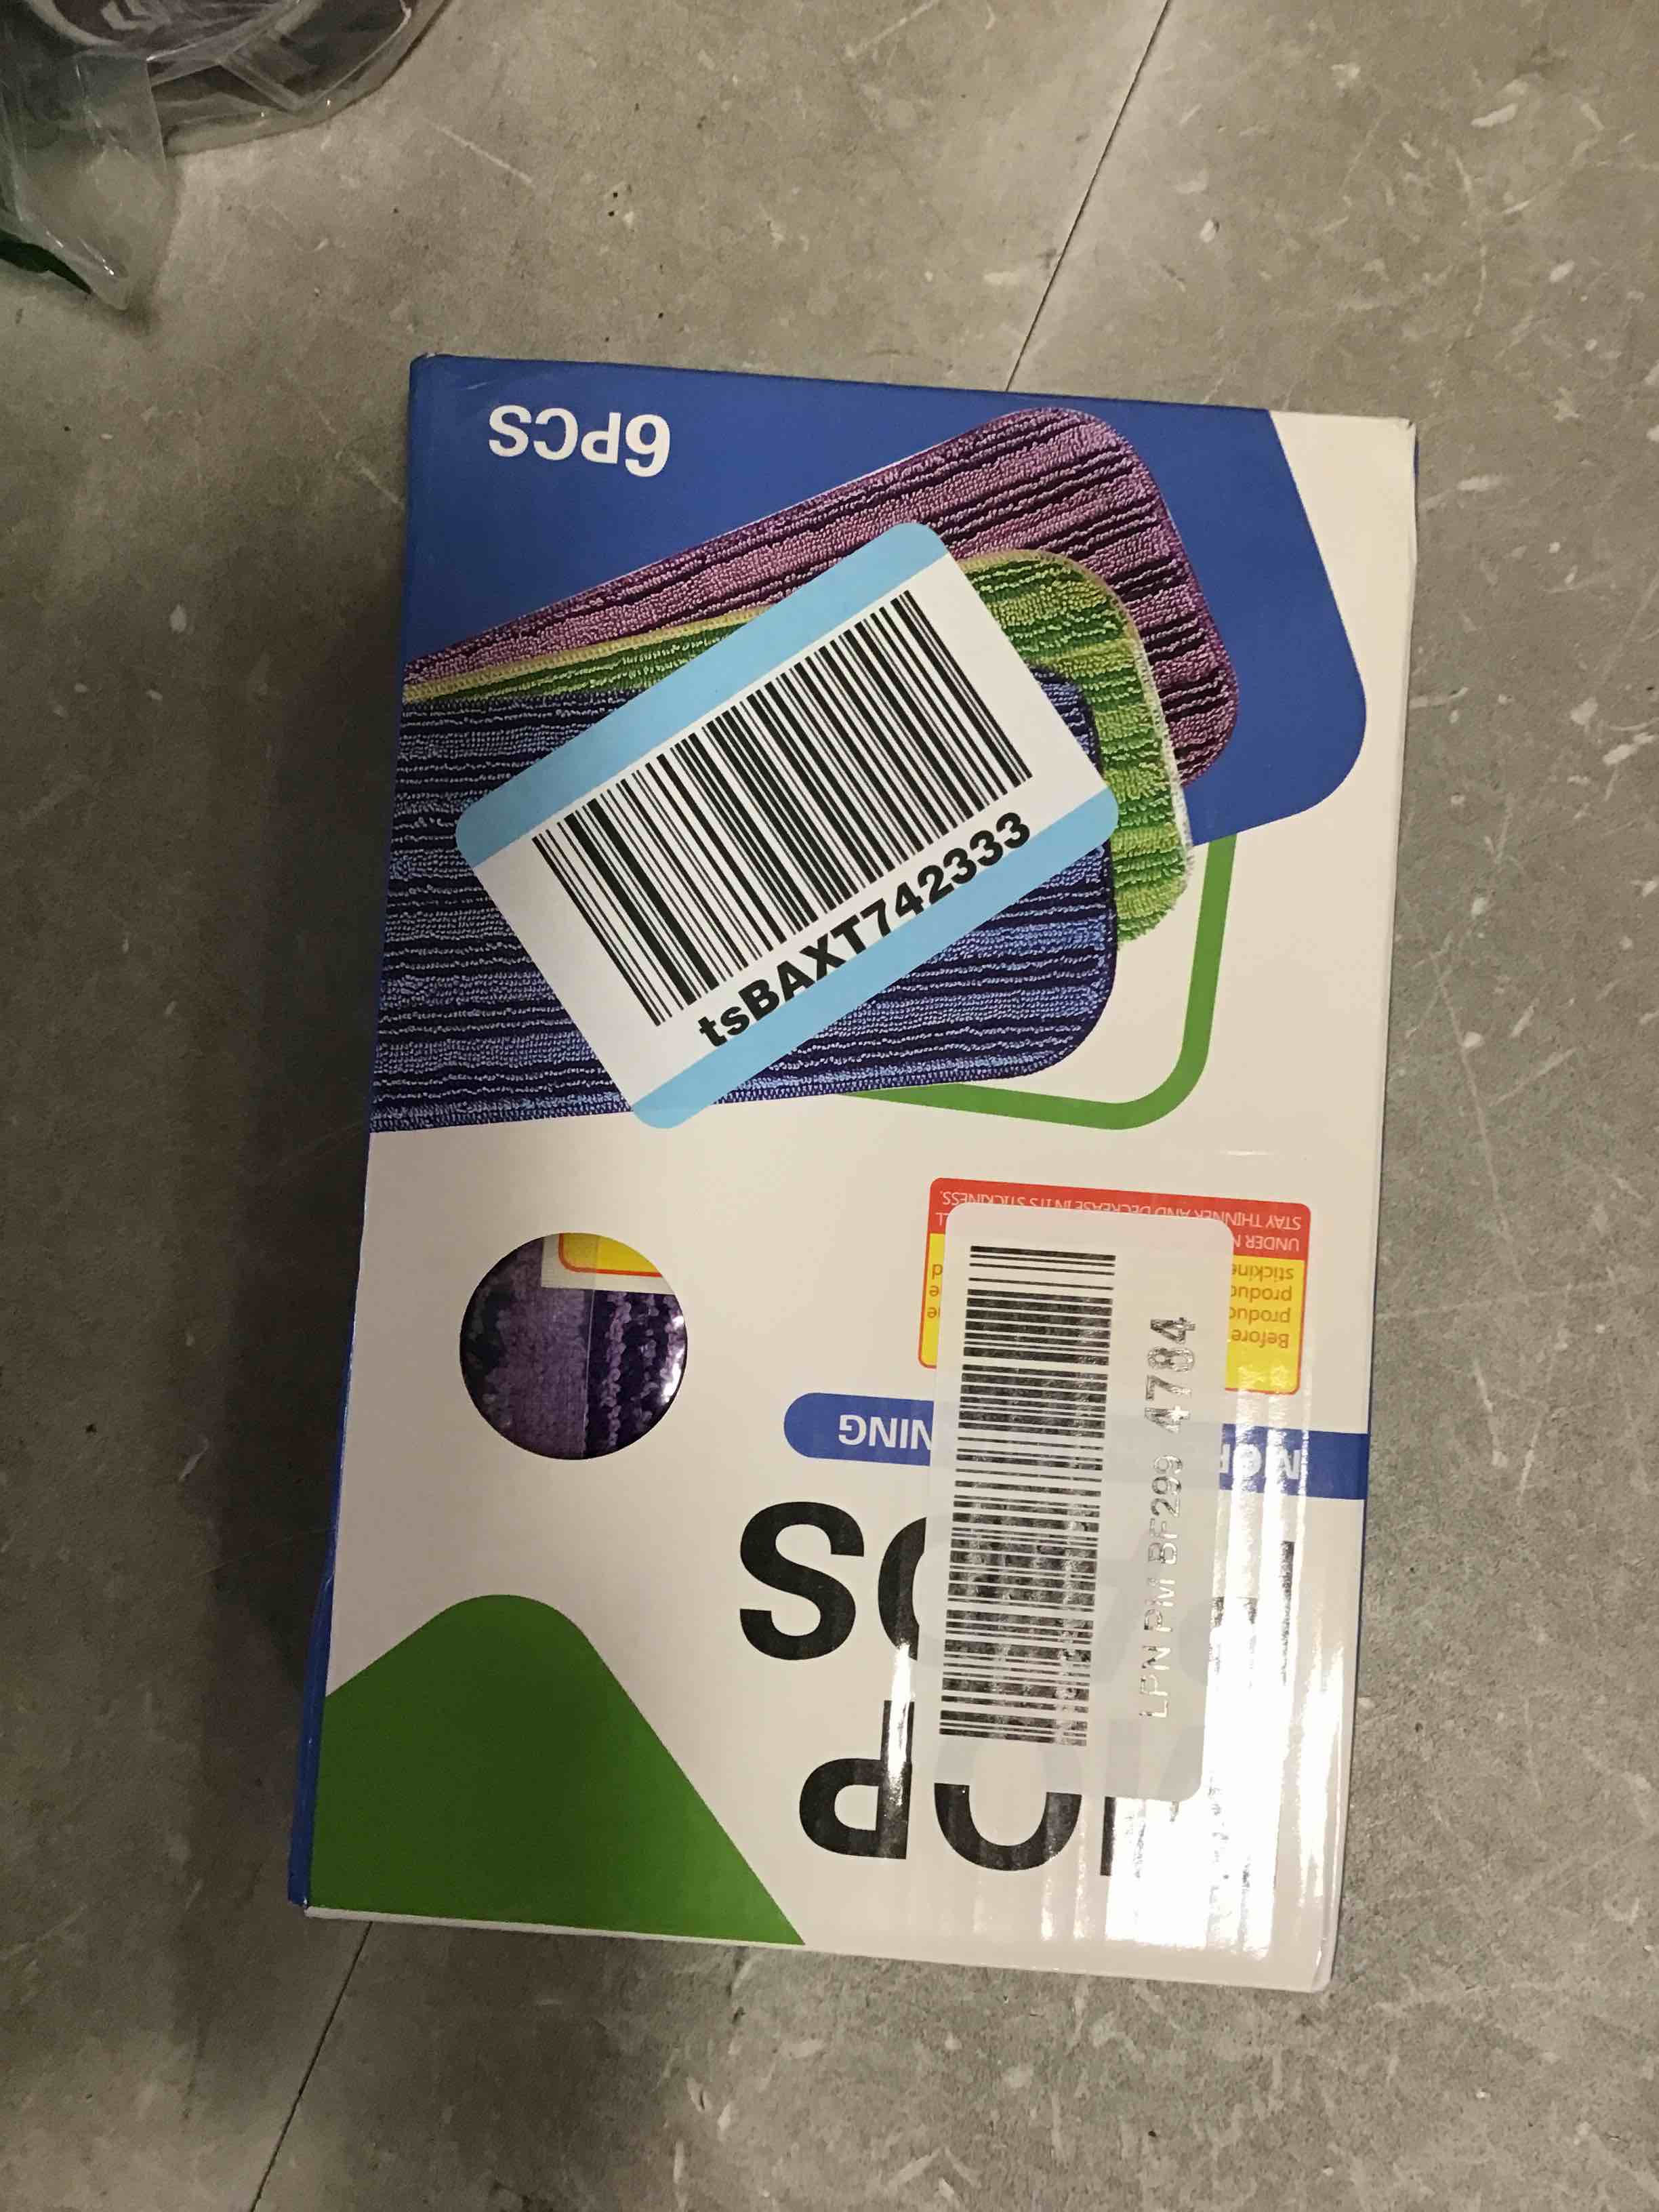 MOP
S
NING
Before
produc
produc
stickine
UNDER
STAY THINNER AND DECREASE IN ITS STICKINESS.
6PCS
tsBAXT742333
LPN PM BF299 4784